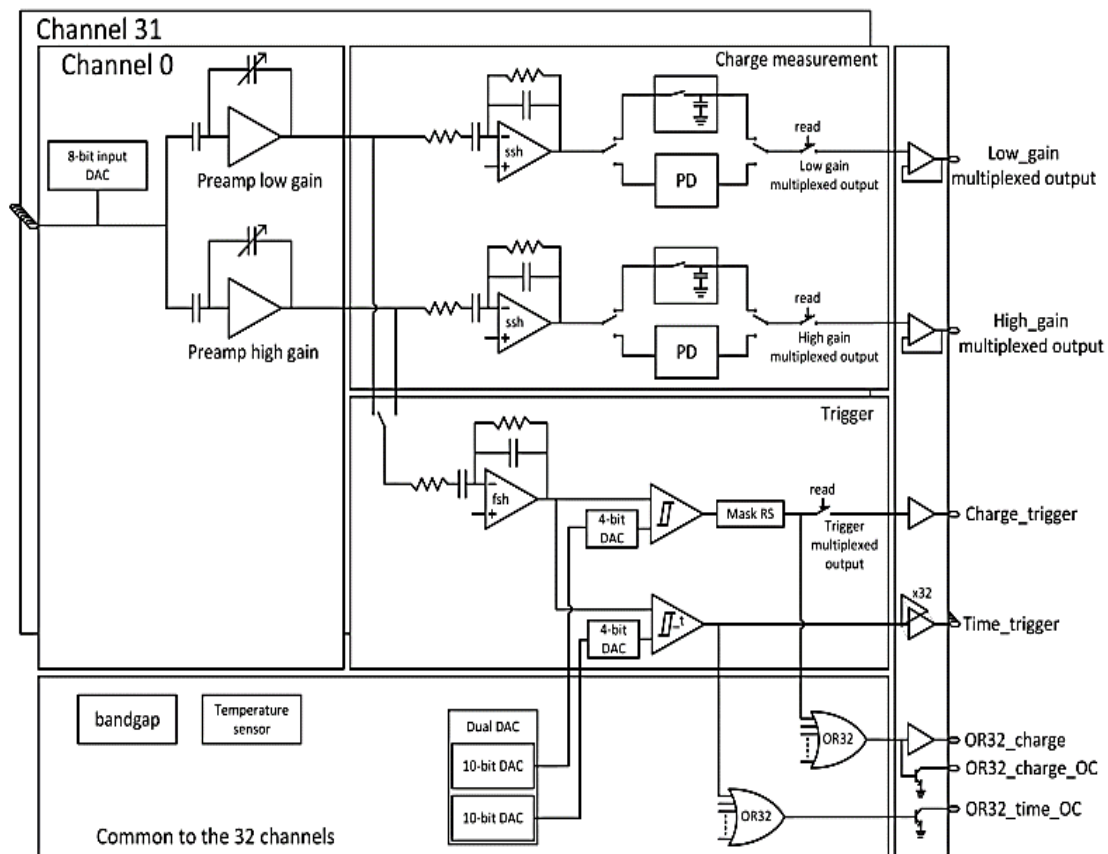 Channel 31
Channel 0
Charge measurement
8-bit input
DAC
Preamp low gain
ssh
PD
read
Low gain
multiplexed output
Low_gain
multiplexed output
Preamp high gain
ssh
PD
read
High gain
multiplexed output
High_gain
multiplexed output
Trigger
fsh
4-bit
DAC
Mask RS
read
Trigger
multiplexed
output
Charge_trigger
4-bit
DAC
_t
x32
Time_trigger
bandgap
Temperature
sensor
Dual DAC
10-bit DAC
10-bit DAC
OR32
OR32
OR32_charge
OR32_charge_OC
OR32_time_OC
Common to the 32 channels